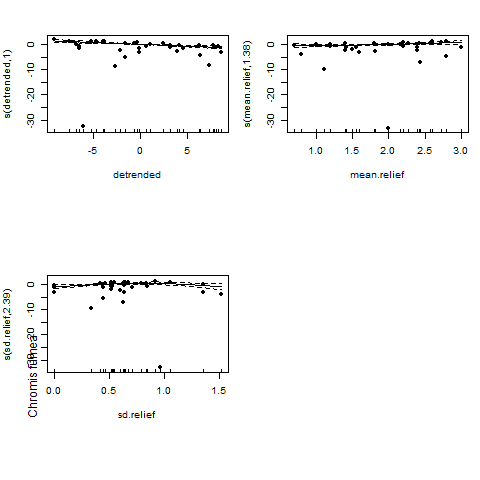 s(detrended,1)
0
-10
-20
-30
-5 0 5
detrended
s(mean.relief,1.38)
0
-10
-20
-30
1.0 1.5 2.0 2.5 3.0
mean.relief
s(sd.relief,2.39)
0
-10
-20
-30
0.0 0.5 1.0 1.5
sd.relief